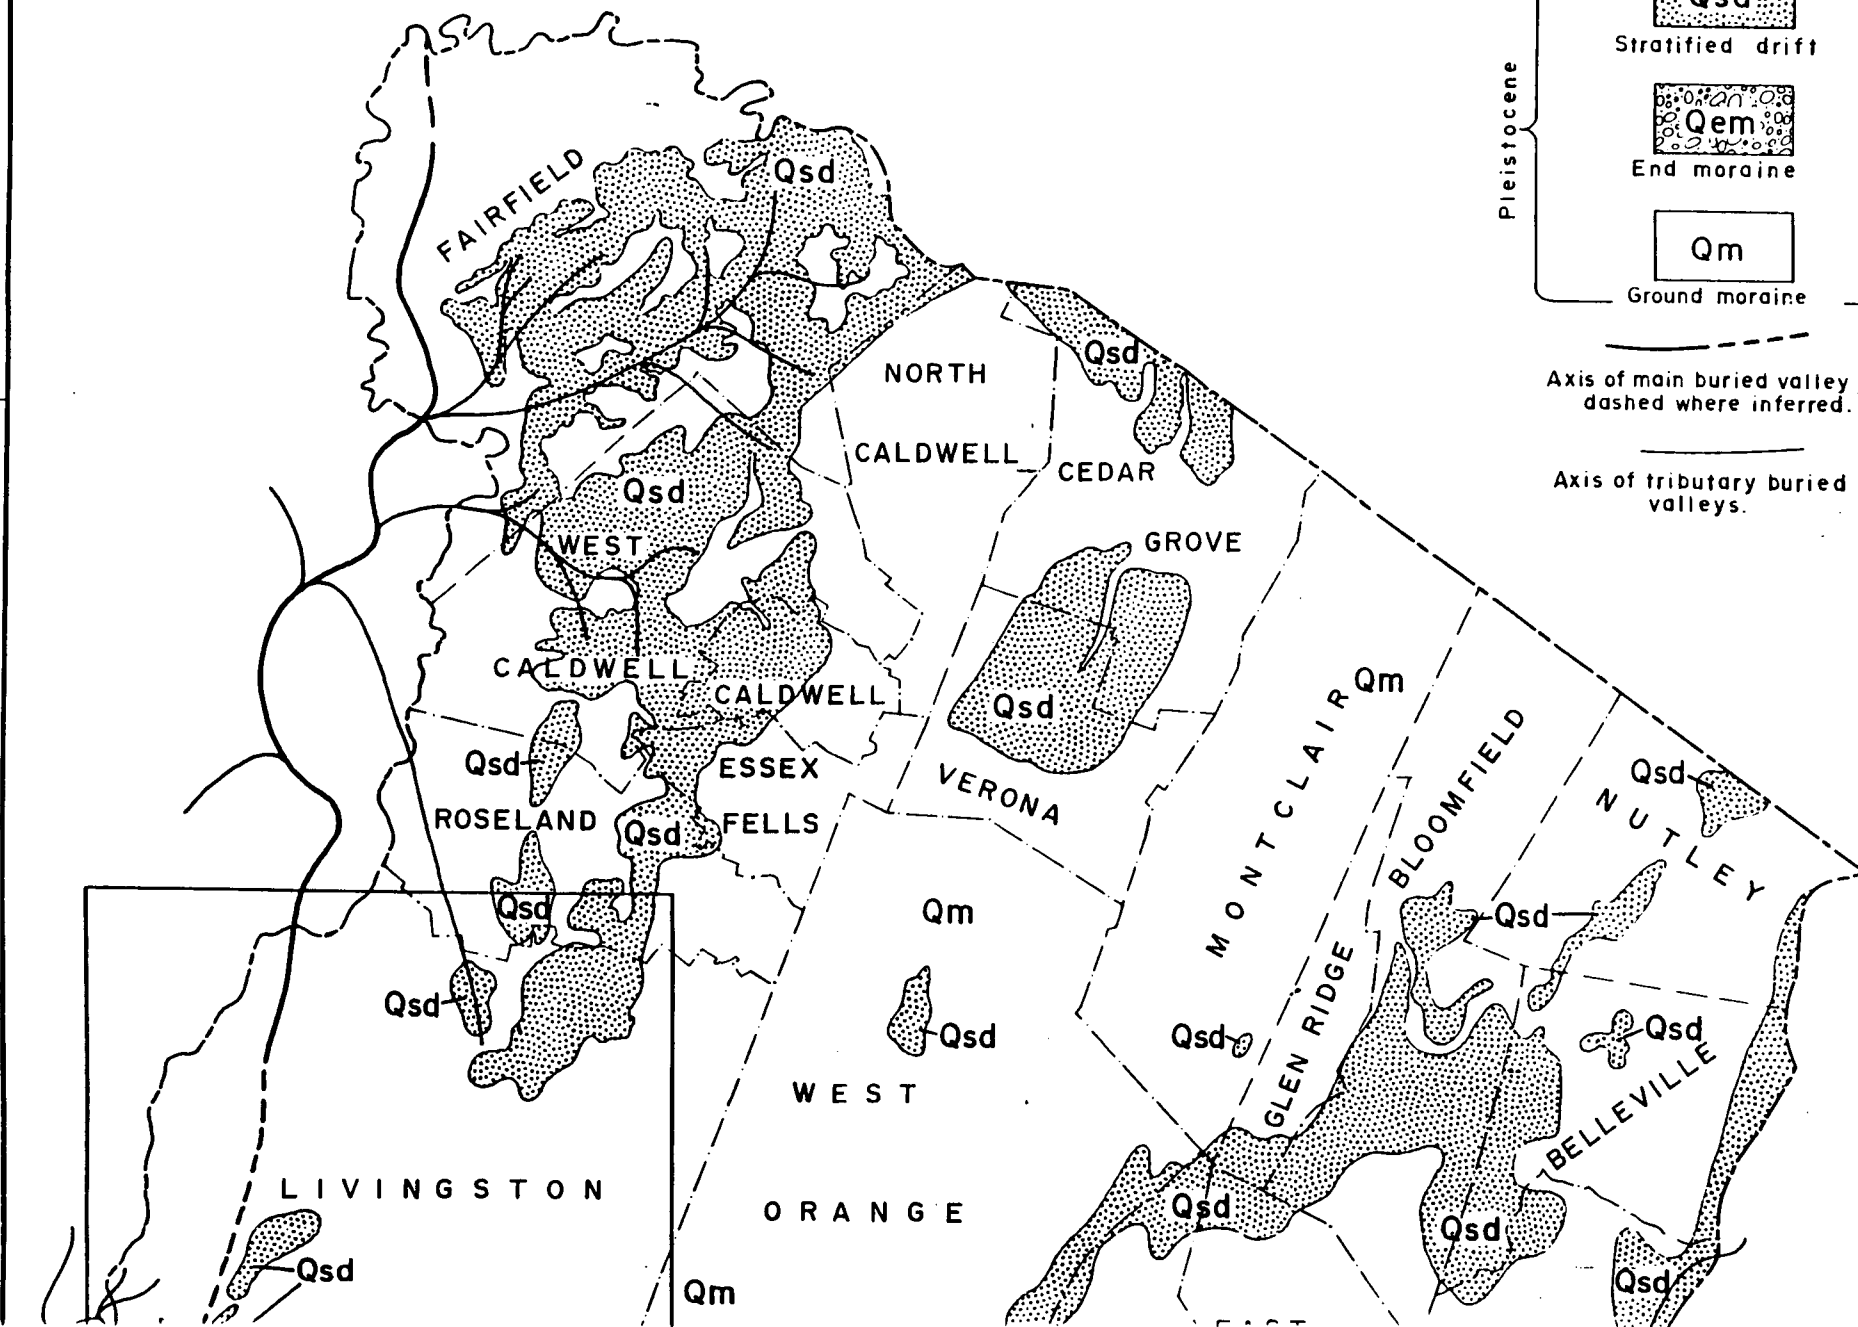 Qsd
Stratified drift
Qem
End moraine
Pleistocene
Qm
Ground moraine
Axis of main buried valley
dashed where inferred.
Axis of tributary buried
valleys.
FAIRFIELD
Qsd
NORTH
CALDWELL
Qsd
CEDAR
GROVE
Qsd
WEST
CALDWELL
CALDWELL
Qsd
VERONA
Qsd
ESSEX
FELLS
ROSELAND
Qsd
Qsd
Qsd
MONTCLAIR
Qm
BLOOMFIELD
Qsd
NUTLEY
Qsd
Qm
Qsd
Qsd
GLEN RIDGE
Qsd
BELLEVILLE
WEST
ORANGE
LIVINGSTON
Qsd
Qm
Qsd
Qsd
Qsd